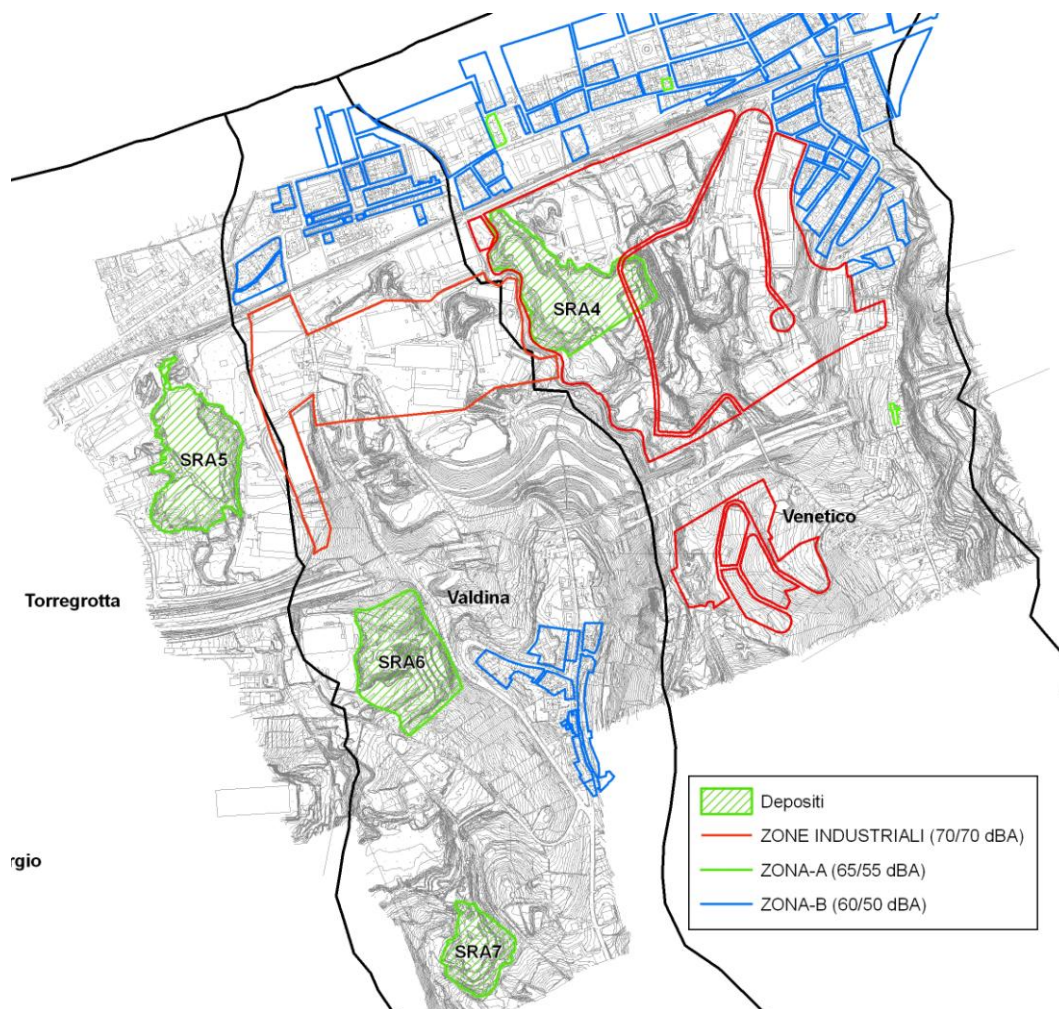 SRA4
SRA5
Venetico
Torregrotta
Valdina
SRA6
rgio
SRA7
Depositi
ZONE INDUSTRIALI (70/70 dBA)
ZONA-A (65/55 dBA)
ZONA-B (60/50 dBA)